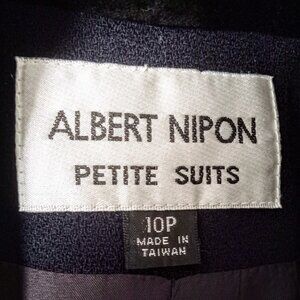 ALBERT NIPON
PETITE SUITS
10P
MADE IN
TAIWAN